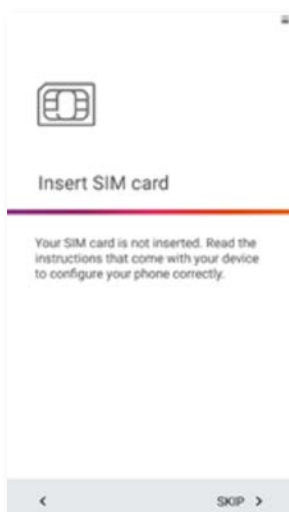 Insert SIM card
Your SIM card is not inserted. Read the
instructions that come with your device
to configure your phone correctly.
SKIP